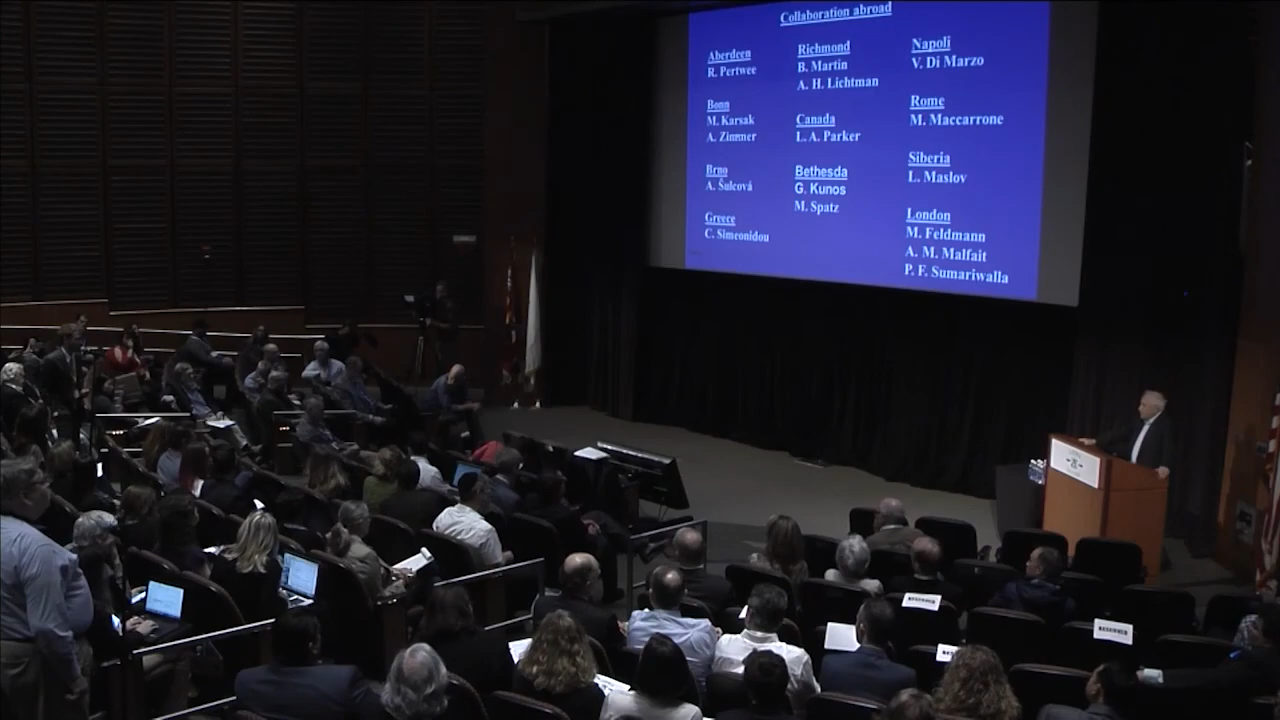 Collaboration abroad
Aberdeen
R. Pertwee
Bonn
M. Karsak
A. Zimmer
Brno
A. Šulcová
Greece
C. Simeonidou
Richmond
B. Martin
A. H. Lichtman
Canada
L. A. Parker
Bethesda
G. Kunos
M. Spatz
Napoli
V. Di Marzo
Rome
M. Maccarrone
Siberia
L. Maslov
London
M. Feldmann
A. M. Malfait
P. F. Sumariwalla
RESERVED
RESERVED